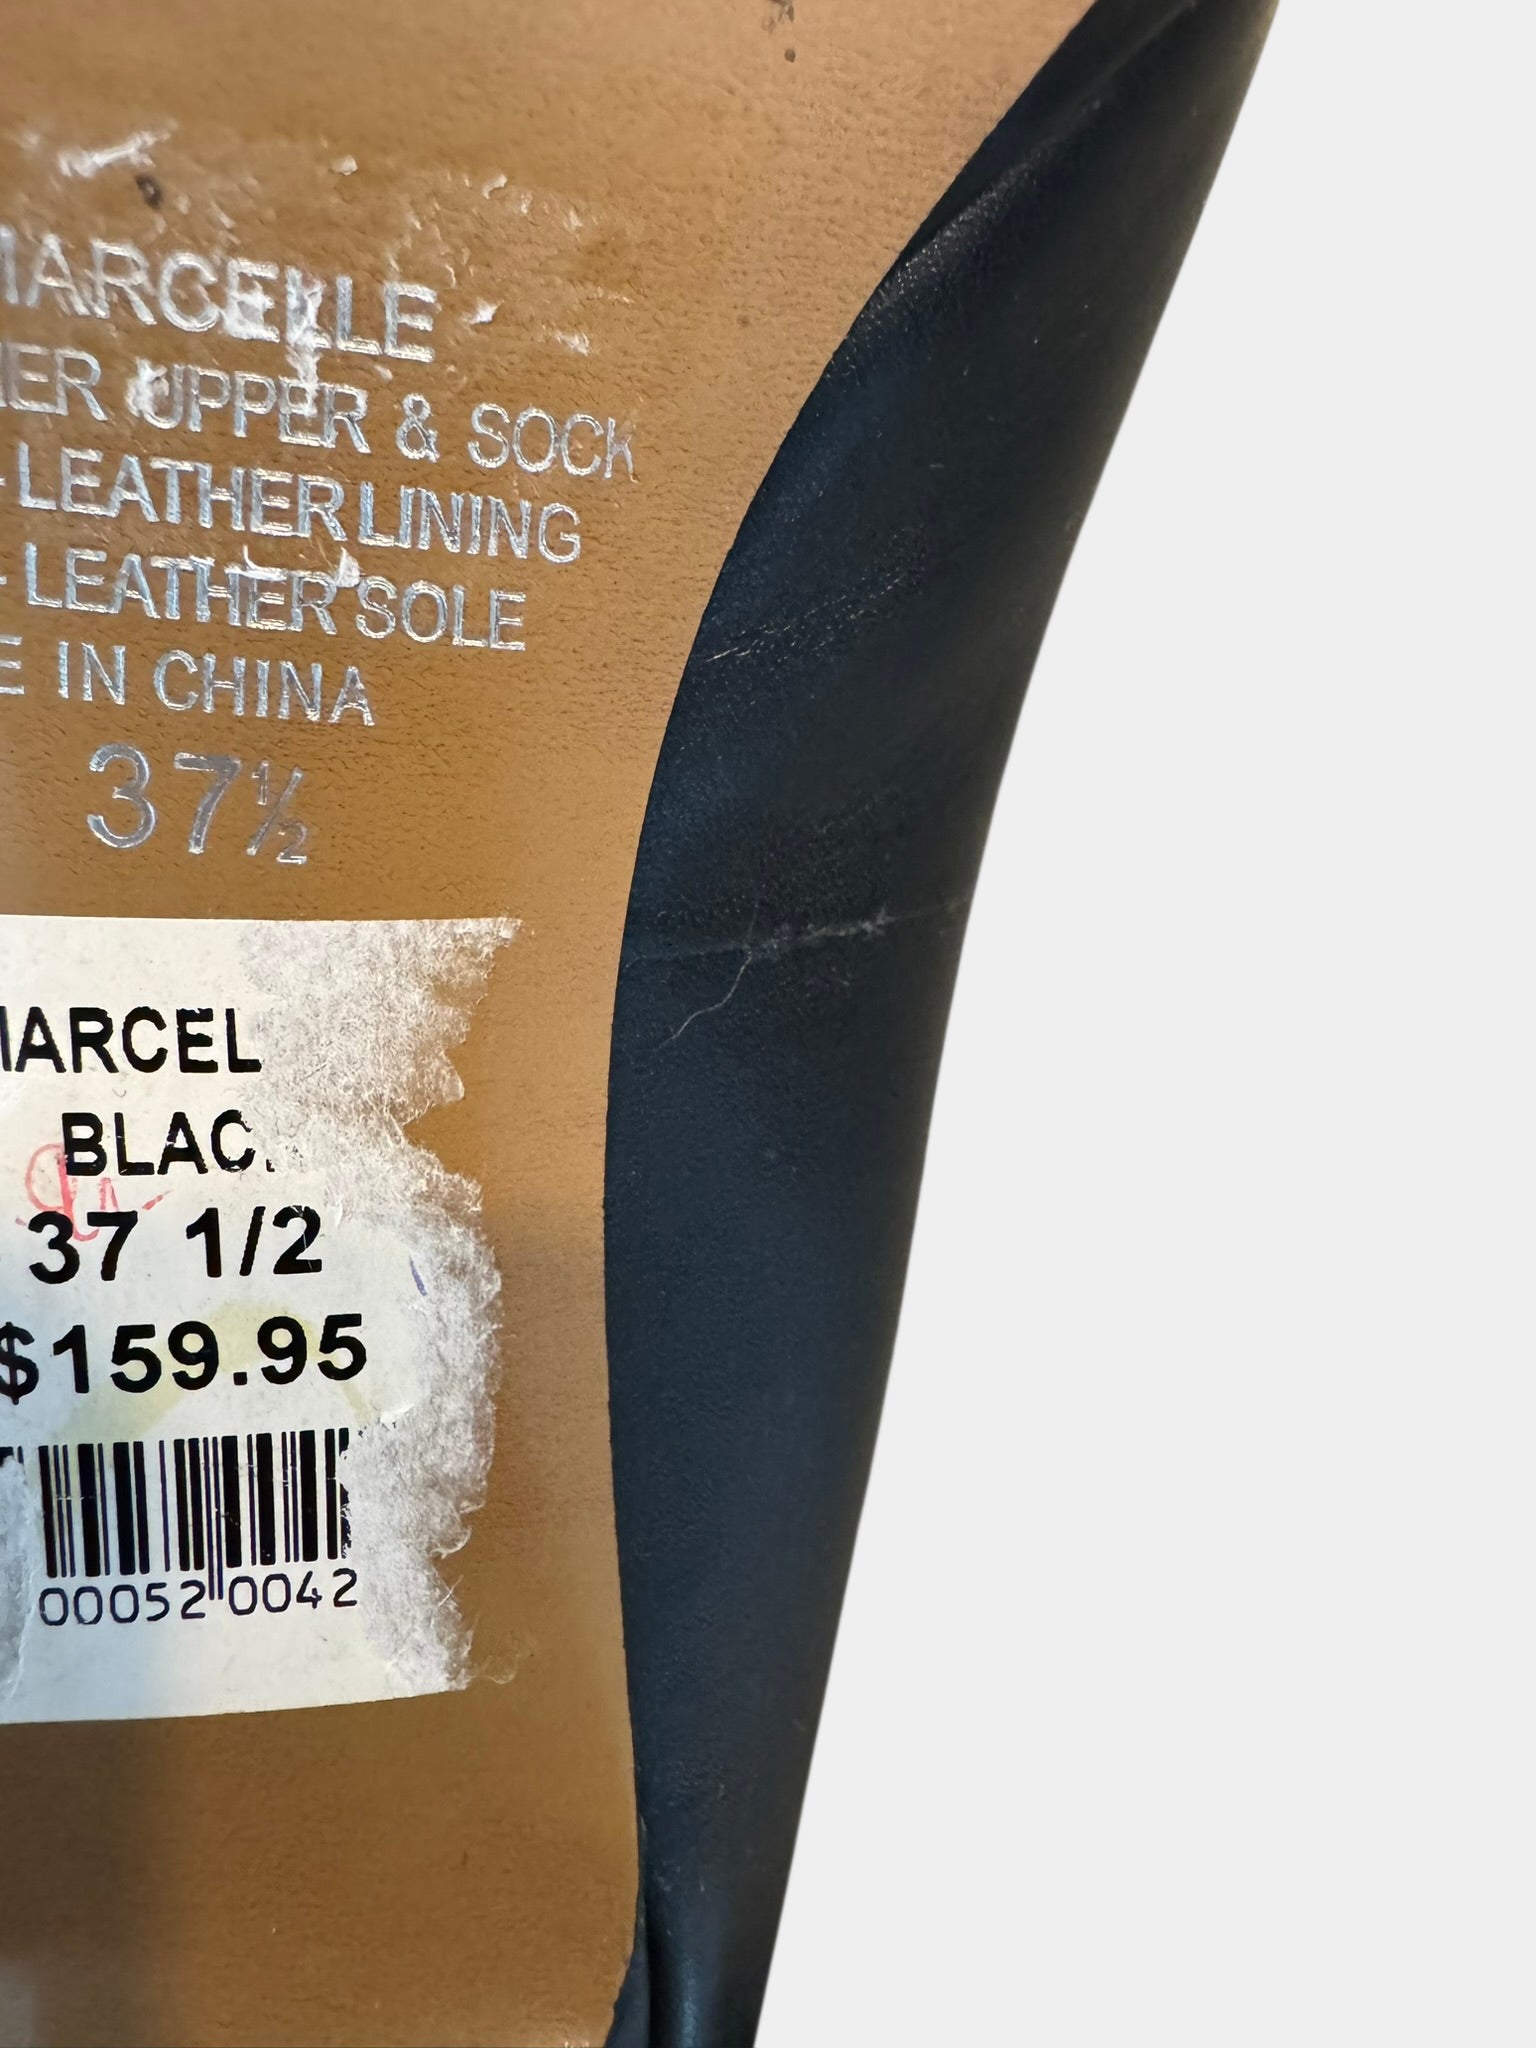 MARCELLE
HER UPPER & SOCK
-LEATHER LINING
-LEATHER SOLE
E IN CHINA
37½
MARCEL
BLAC
37 1/2
$159.95
00052 0042